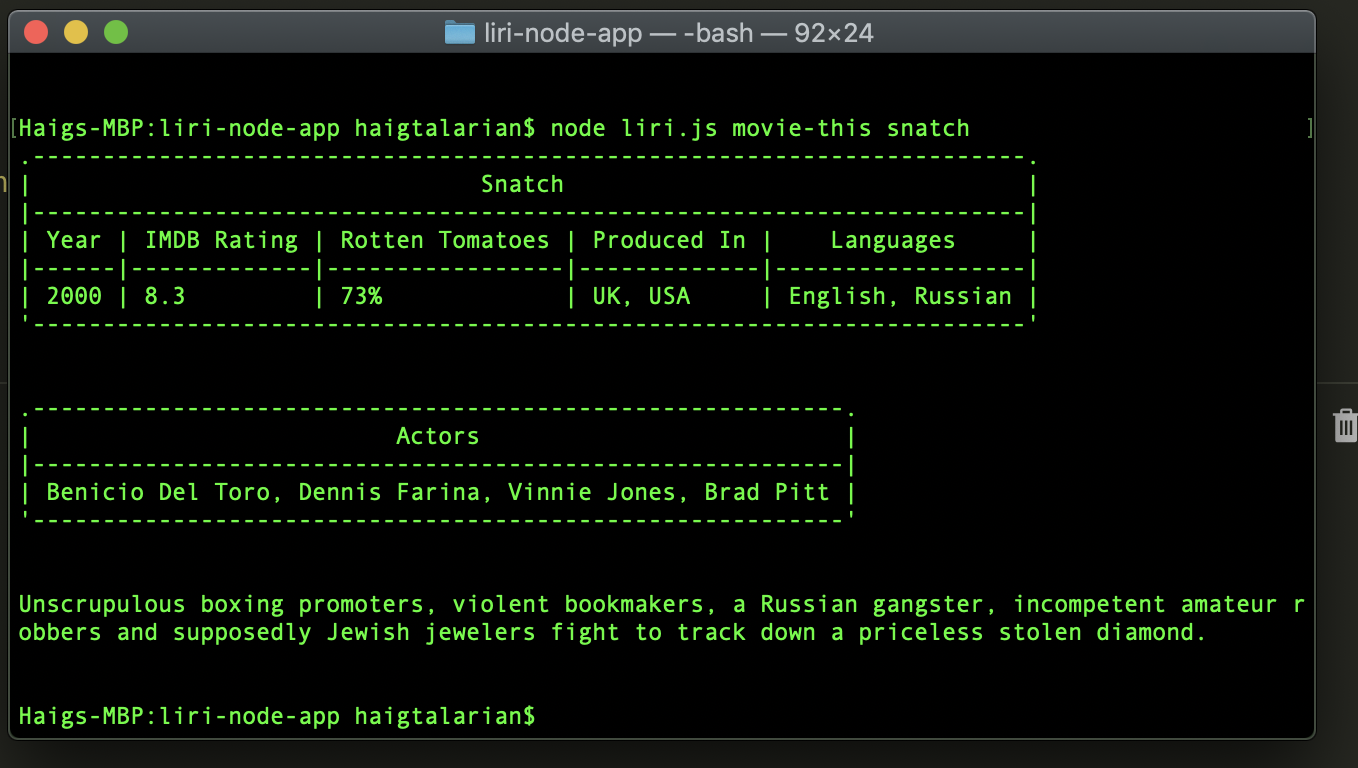 liri-node-app — -bash — 92×24
[Haigs-MBP:liri-node-app haigtalarian$ node liri.js movie-this snatch ]
.-----------------------------------------------------------------------.
|                                Snatch                                 |
|-----------------------------------------------------------------------|
| Year | IMDB Rating | Rotten Tomatoes | Produced In |    Languages     |
|------|-------------|-----------------|-------------|------------------|
| 2000 | 8.3         | 73%             | UK, USA     | English, Russian |
'-----------------------------------------------------------------------'
.----------------------------------------------------------.
|                          Actors                          |
|----------------------------------------------------------|
| Benicio Del Toro, Dennis Farina, Vinnie Jones, Brad Pitt |
'----------------------------------------------------------'
Unscrupulous boxing promoters, violent bookmakers, a Russian gangster, incompetent amateur r
obbers and supposedly Jewish jewelers fight to track down a priceless stolen diamond.
Haigs-MBP:liri-node-app haigtalarian$